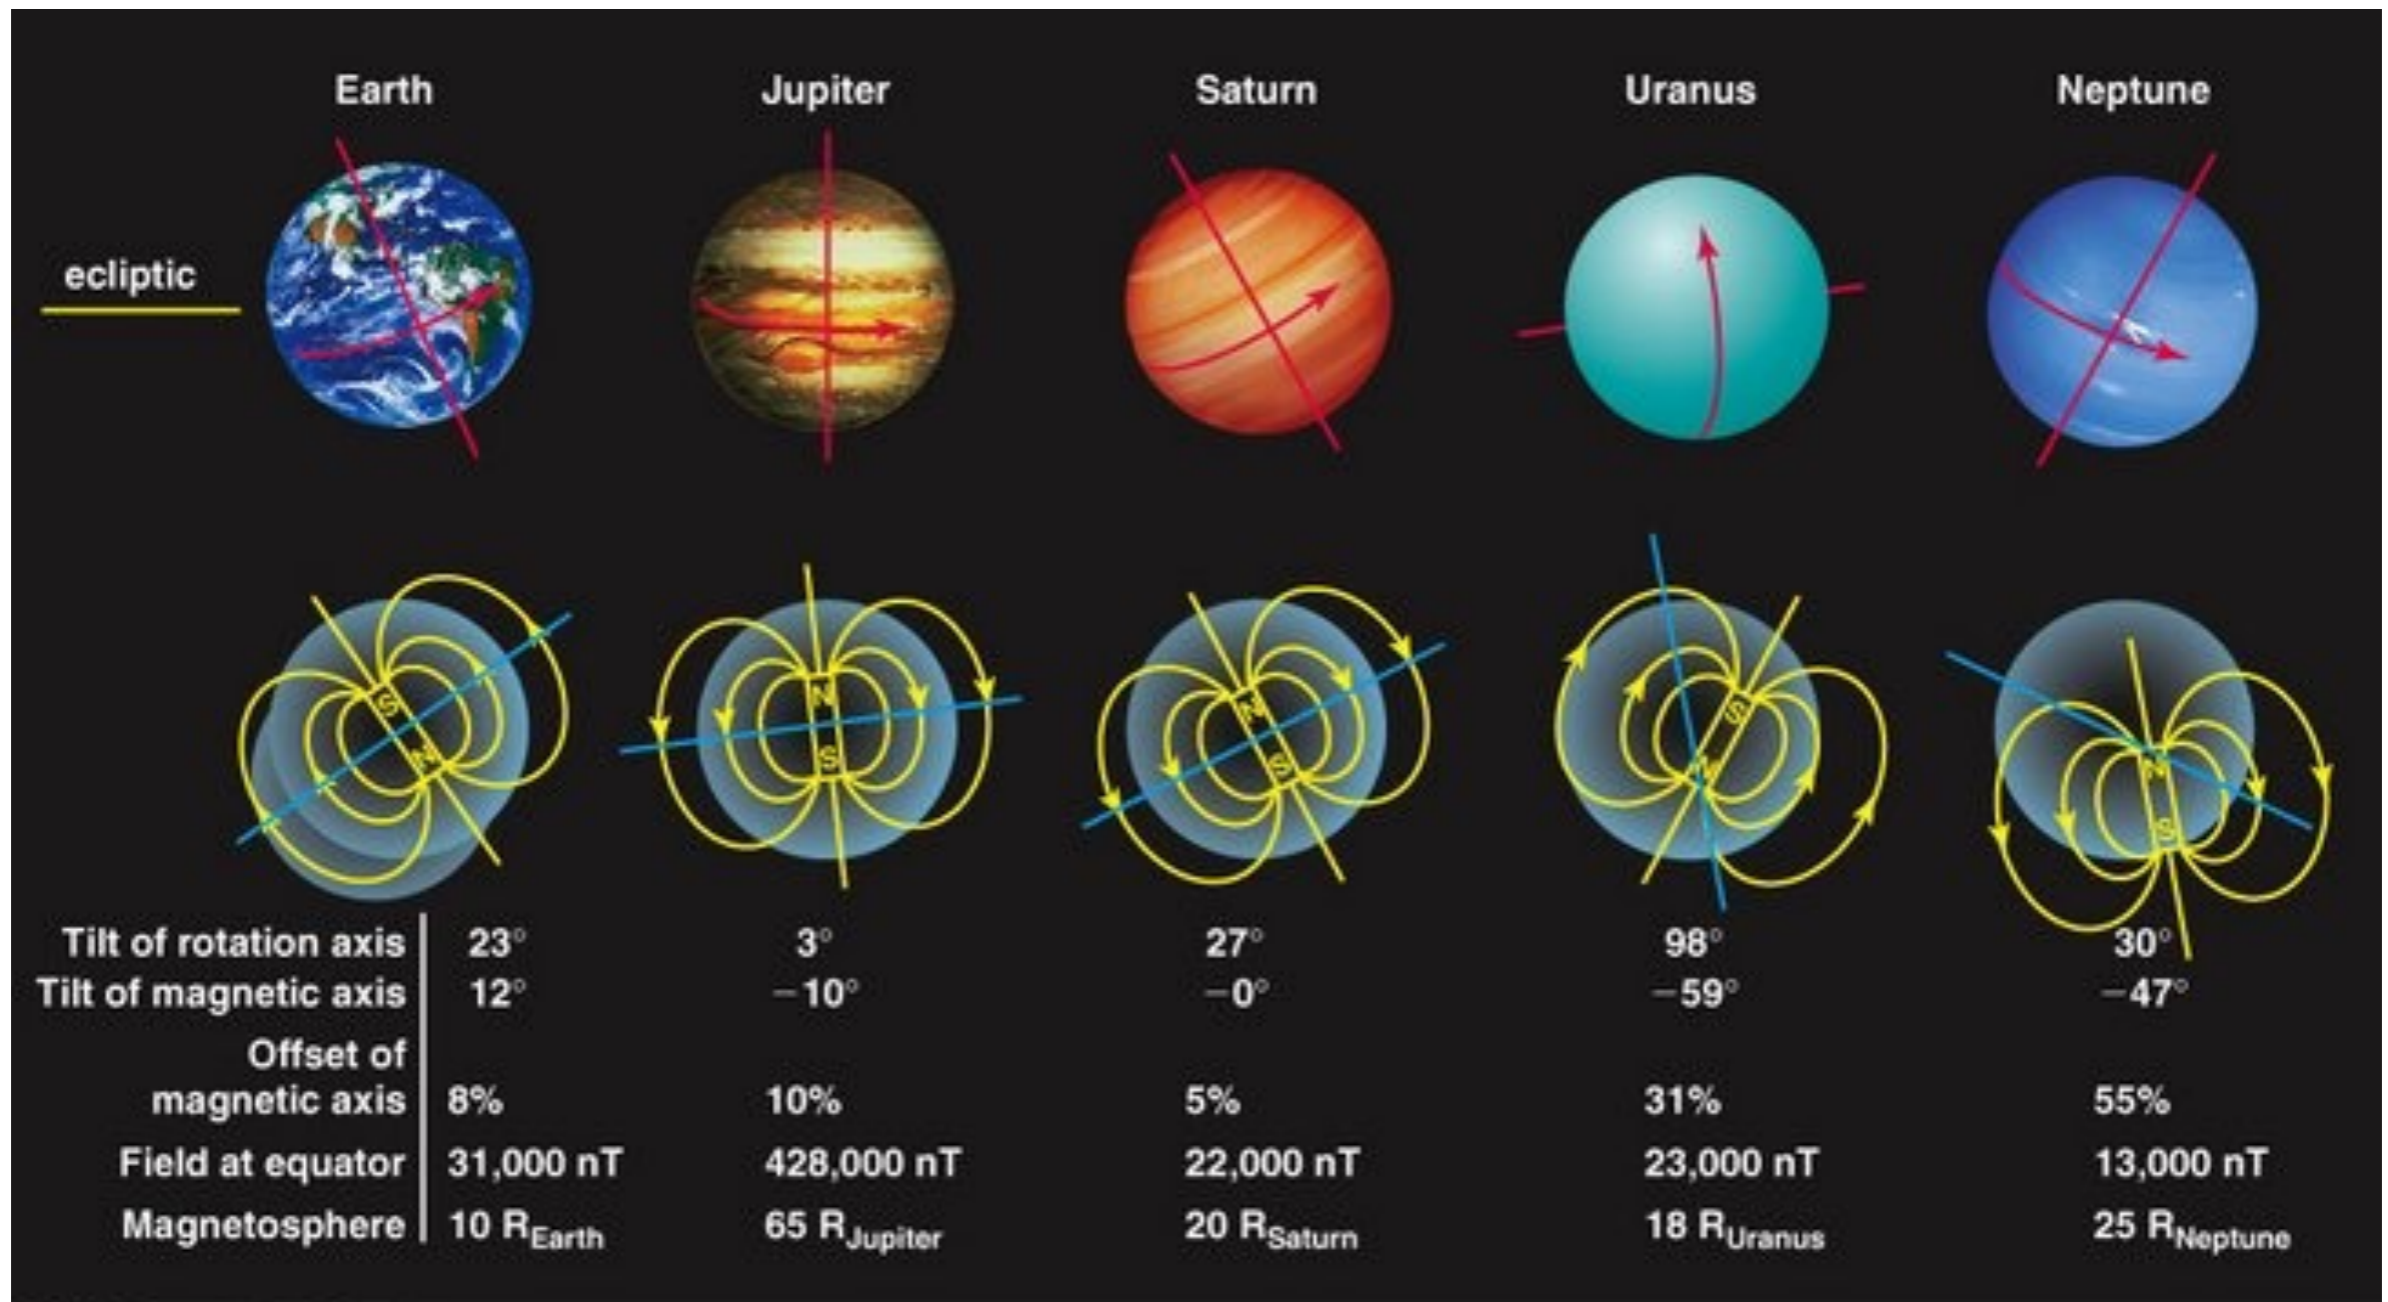 Earth Jupiter Saturn Uranus Neptune
ecliptic
S N
N S
N S
S N
N S
Tilt of rotation axis 23° 3° 27° 98° 30°
Tilt of magnetic axis 12° −10° −0° −59° −47°
Offset of
magnetic axis 8% 10% 5% 31% 55%
Field at equator 31,000 nT 428,000 nT 22,000 nT 23,000 nT 13,000 nT
Magnetosphere 10 REarth 65 RJupiter 20 RSaturn 18 RUranus 25 RNeptune